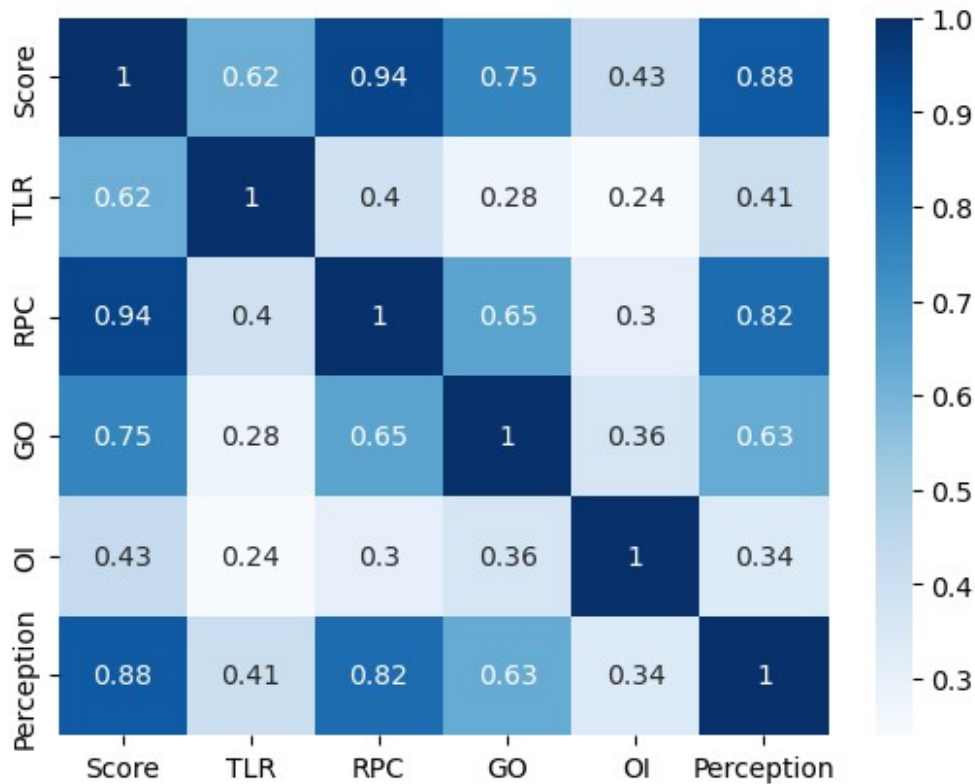 Score 1 0.62 0.94 0.75 0.43 0.88
TLR 0.62 1 0.4 0.28 0.24 0.41
RPC 0.94 0.4 1 0.65 0.3 0.82
GO 0.75 0.28 0.65 1 0.36 0.63
OI 0.43 0.24 0.3 0.36 1 0.34
Perception 0.88 0.41 0.82 0.63 0.34 1
Score TLR RPC GO OI Perception
1.0
0.9
0.8
0.7
0.6
0.5
0.4
0.3